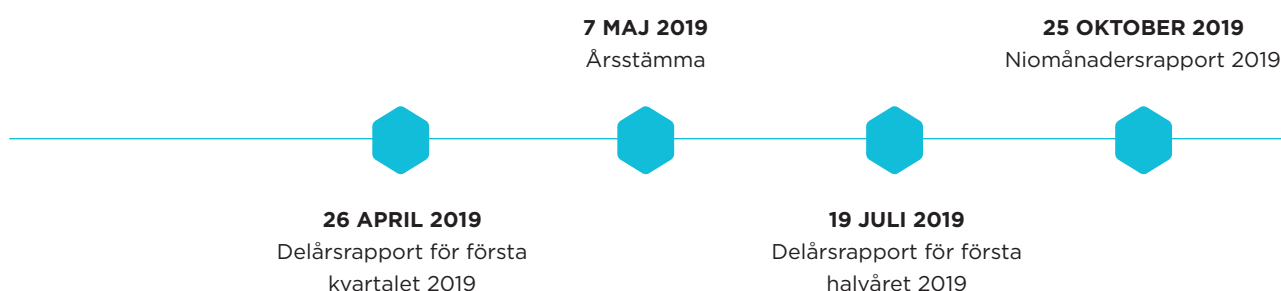 7 MAJ 2019
Årsstämma
25 OKTOBER 2019
Niomånadersrapport 2019
26 APRIL 2019
Delårsrapport för första
kvartalet 2019
19 JULI 2019
Delårsrapport för första
halvåret 2019